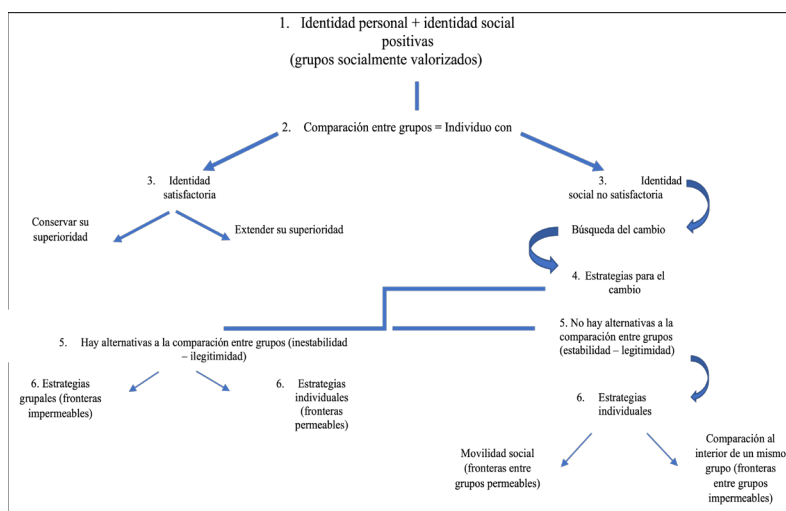 1. Identidad personal + identidad social
positivas
(grupos socialmente valorizados)
2. Comparación entre grupos = Individuo con
3. Identidad
satisfactoria
3. Identidad
social no satisfactoria
Conservar su
superioridad
Extender su superioridad
Búsqueda del cambio
4. Estrategias para el
cambio
5. Hay alternativas a la comparación entre grupos (inestabilidad
– ilegitimidad)
5. No hay alternativas a la
comparación entre grupos
(estabilidad – legitimidad)
6. Estrategias
grupales (fronteras
impermeables)
6. Estrategias
individuales
(fronteras
permeables)
6. Estrategias
individuales
Movilidad social
(fronteras entre
grupos permeables)
Comparación al
interior de un mismo
grupo (fronteras
entre grupos
impermeables)